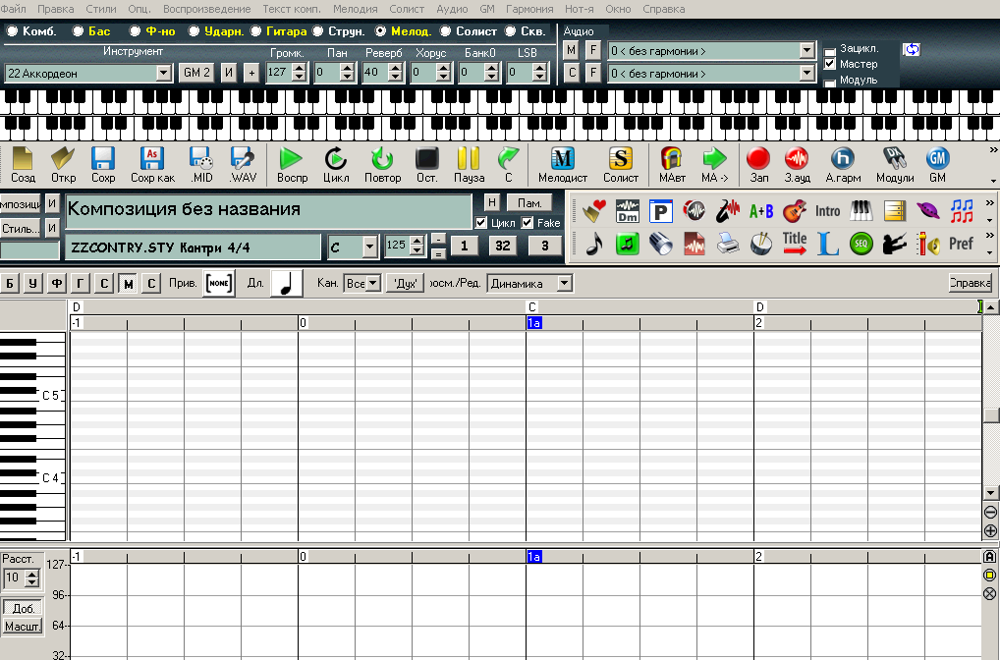 Файл Правка Стили Опц. Воспроизведение Текст комп. Мелодия Солист Аудио GM Гармония Нот-я Окно Справка
Комб. Бас Ф-но Ударн. Гитара Струн. Мелод. Солист Скв. Аудио
Инструмент Громк. Пан Реверб Хорус Банк0 LSB M F 0 < без гармонии > Зацикл.
22 Аккордеон GM 2 И + 127 0 40 0 0 0 C F 0 < без гармонии > Мастер
Модуль
Созд Откр Сохр Сохр как .MID .WAV Воспр Цикл Повтор Ост. Пауза С Мелодист Солист МАвт МА -> Зап З.ауд А.гарм Модули GM
мпозици И Композиция без названия Н Пам. Цикл Fake
Стиль... И ZZCONTRY.STY Кантри 4/4 C 125 - = 1 32 3
Dm P A+B Intro
Title L SEQ Pref
Б У Ф Г С М С Прив. [NONE] Дл. Кан. Все 'Дух' осм./Ред. Динамика Справка
D C D
-1 0 1a 2
C 5
C 4
-1 0 1a 2
Расст. 127
10
96
Доб.
Масшт. 64
32